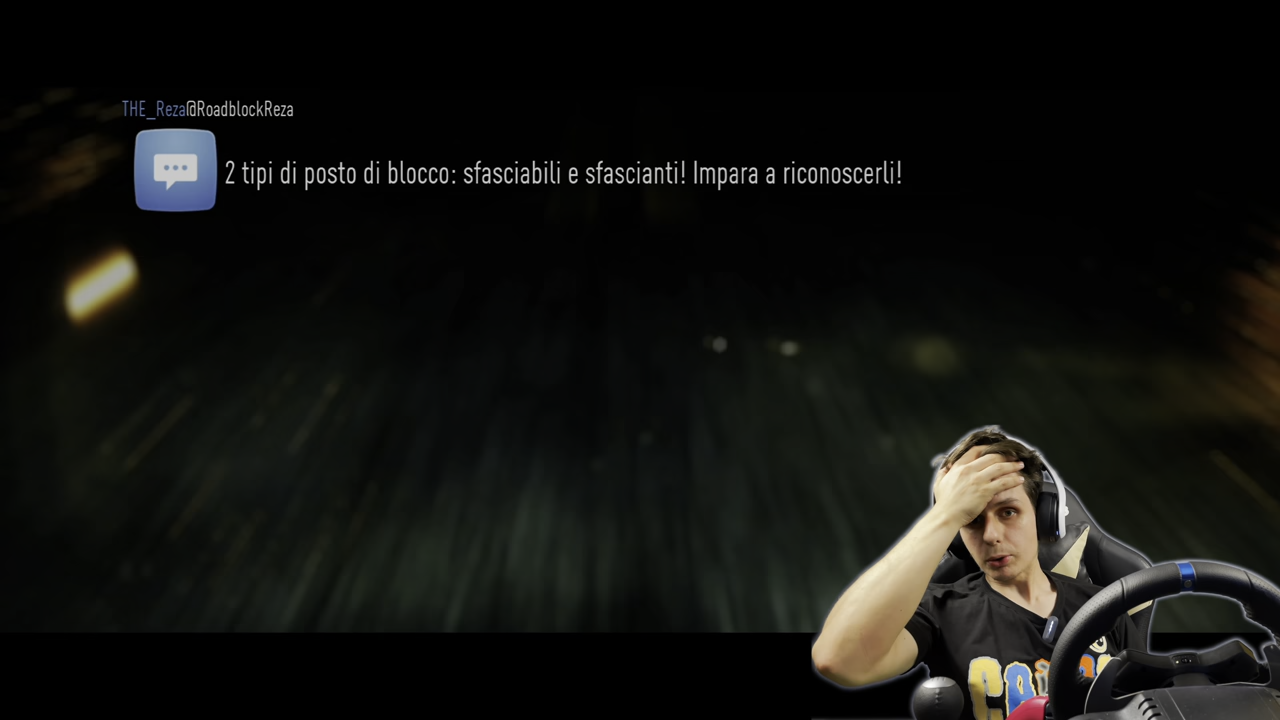 THE_Reza@RoadblockReza
2 tipi di posto di blocco: sfasciabili e sfascianti! Impara a riconoscerli!